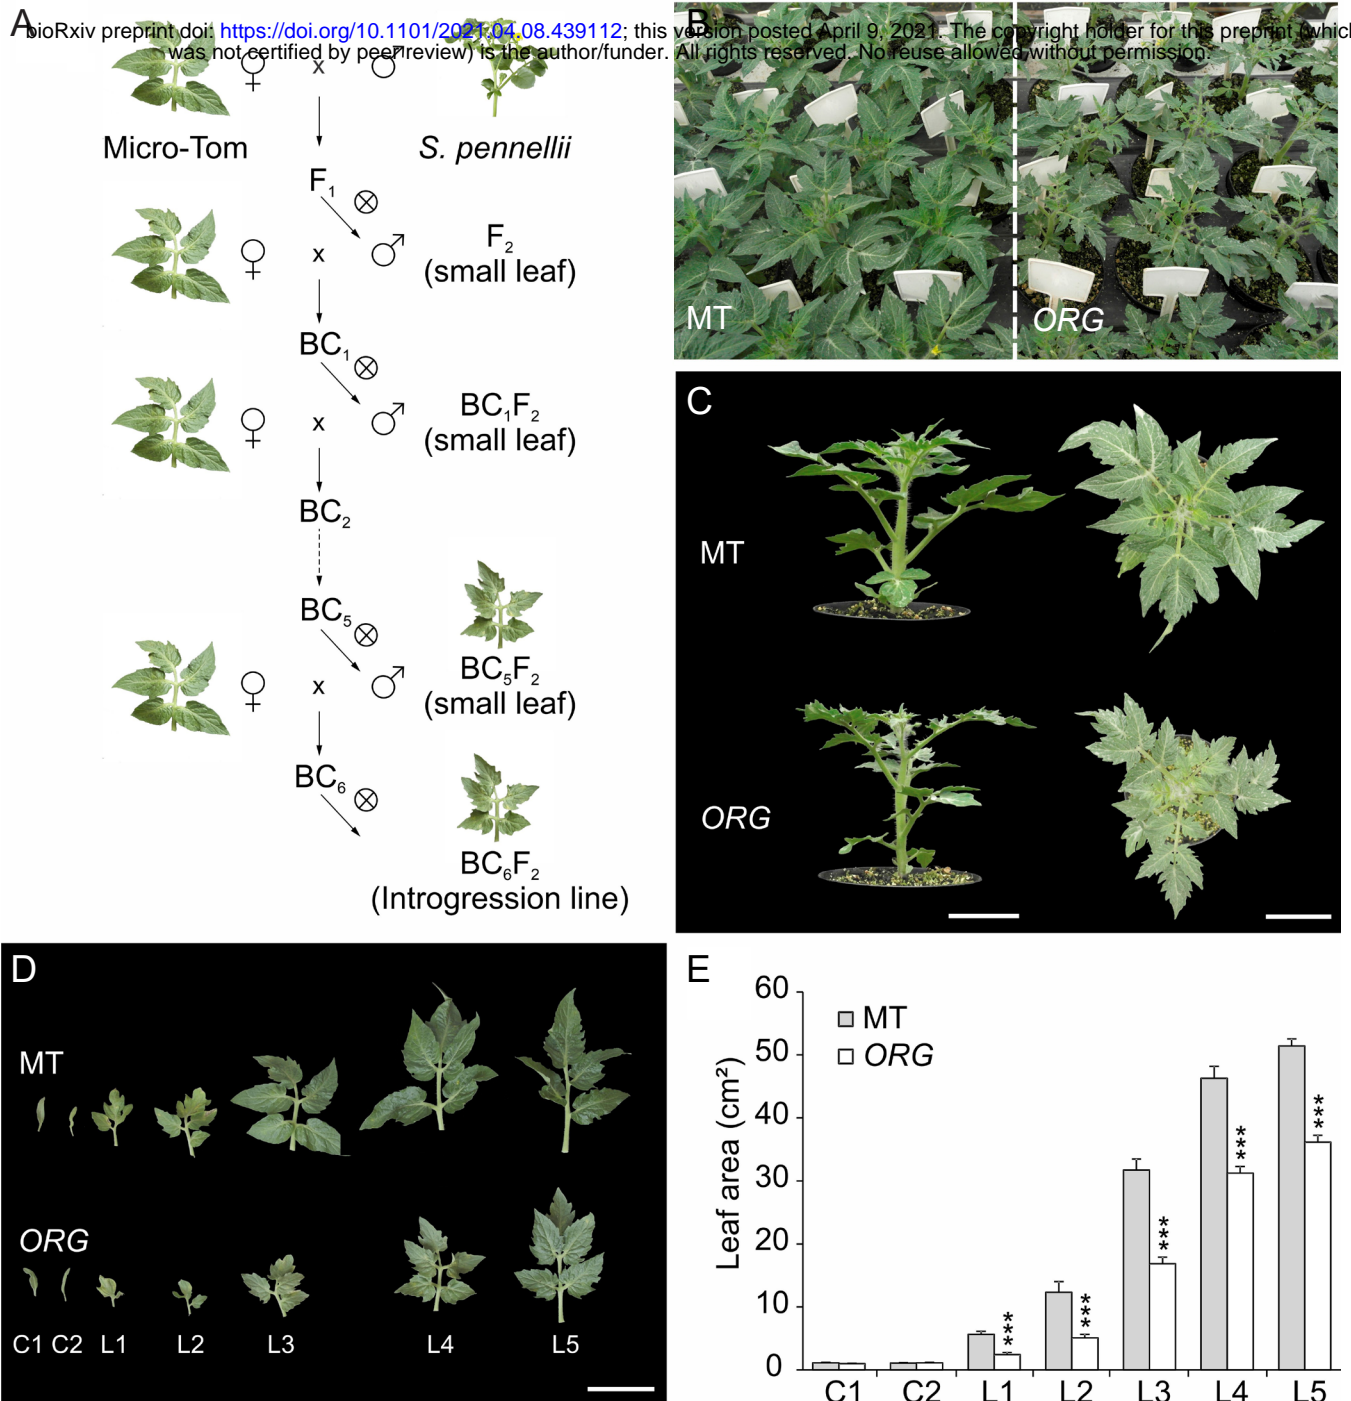 A
bioRxiv preprint doi: https://doi.org/10.1101/2021.04.08.439112; this version posted April 9, 2021. The copyright holder for this preprint (which
was not certified by peer review) is the author/funder. All rights reserved. No reuse allowed without permission.
♀ x ♂
Micro-Tom S. pennellii
F1 ⊗
♀ x ♂ F2
(small leaf)
BC1 ⊗
♀ x ♂ BC1F2
(small leaf)
BC2
BC5 ⊗
♀ x ♂ BC5F2
(small leaf)
BC6 ⊗
BC6F2
(Introgression line)
B
MT ORG
C
MT
ORG
D
MT
ORG
C1 C2 L1 L2 L3 L4 L5
E
60
50
40
30
20
10
0
Leaf area (cm²)
MT
ORG
***
***
***
***
***
C1 C2 L1 L2 L3 L4 L5